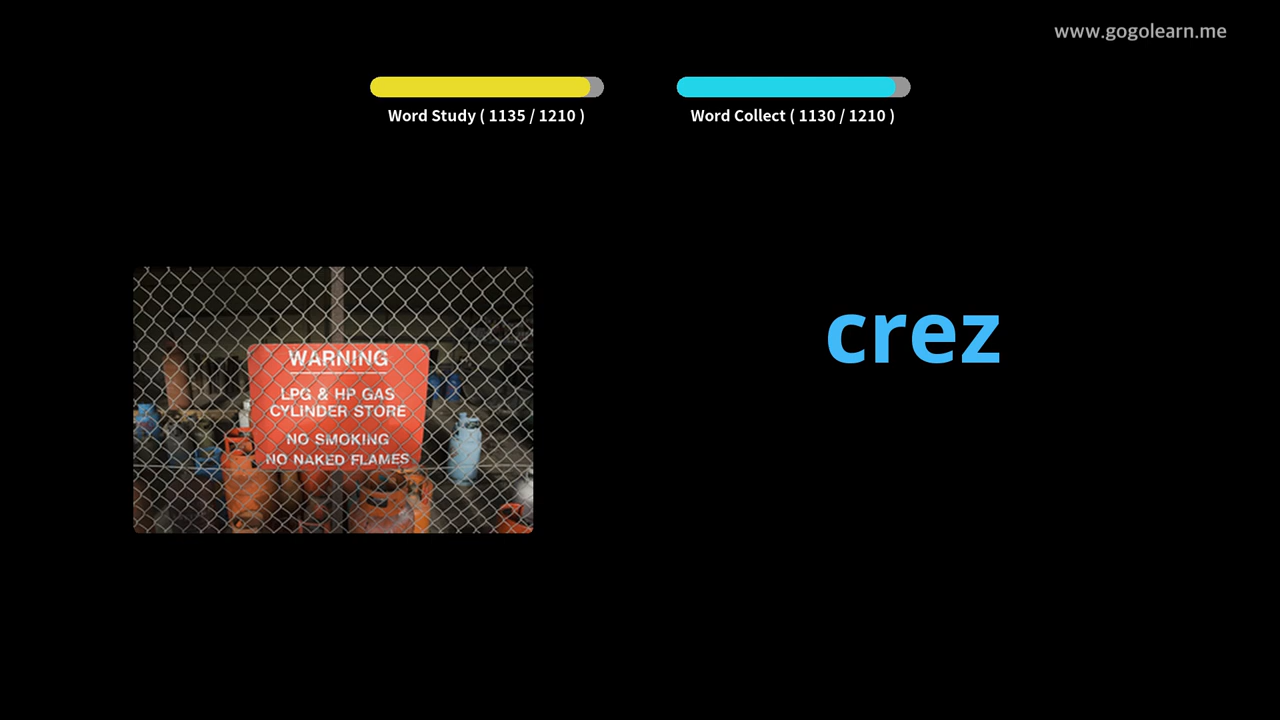 www.gogolearn.me
Word Study ( 1135 / 1210 )
Word Collect ( 1130 / 1210 )
WARNING
LPG & HP GAS
CYLINDER STORE
NO SMOKING
NO NAKED FLAMES
crez